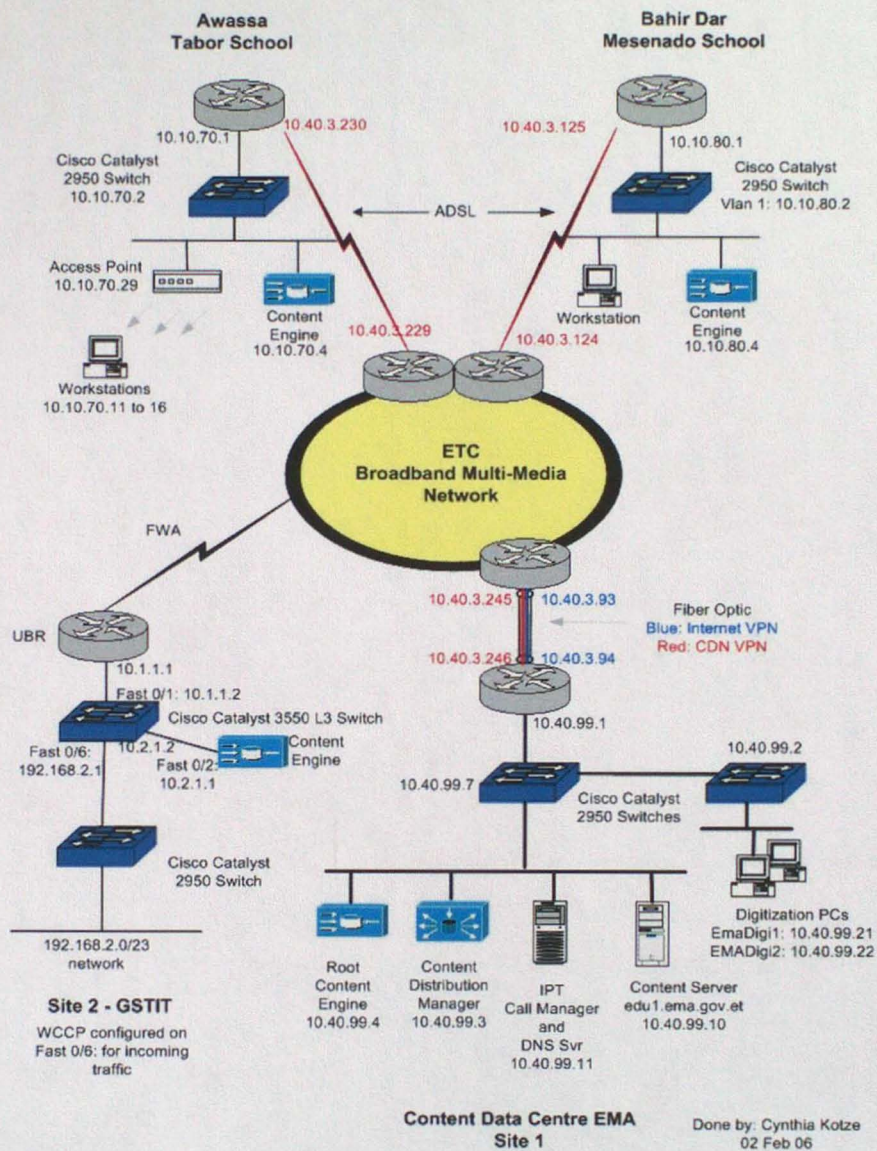 Awassa
Tabor School
Bahir Dar
Mesenado School
10.10.70.1
10.40.3.230
10.40.3.125
10.10.80.1
Cisco Catalyst
2950 Switch
10.10.70.2
Cisco Catalyst
2950 Switch
Vlan 1: 10.10.80.2
ADSL
Access Point
10.10.70.29
Content
Engine
10.10.70.4
Workstation
Content
Engine
10.10.80.4
10.40.3.229
10.40.3.124
Workstations
10.10.70.11 to 16
ETC
Broadband Multi-Media
Network
FWA
10.40.3.245
10.40.3.93
Fiber Optic
Blue: Internet VPN
Red: CDN VPN
UBR
10.40.3.246
10.40.3.94
10.1.1.1
Fast 0/1: 10.1.1.2
Cisco Catalyst 3550 L3 Switch
10.40.99.1
10.2.1.2
Content
Engine
Fast 0/6:
192.168.2.1
Fast 0/2:
10.2.1.1
10.40.99.2
10.40.99.7
Cisco Catalyst
2950 Switches
Cisco Catalyst
2950 Switch
Digitization PCs
EmaDigi1: 10.40.99.21
EMADigi2: 10.40.99.22
192.168.2.0/23
network
Root
Content
Engine
10.40.99.4
Content
Distribution
Manager
10.40.99.3
IPT
Call Manager
and
DNS Svr
10.40.99.11
Content Server
edu1.ema.gov.et
10.40.99.10
Site 2 - GSTIT
WCCP configured on
Fast 0/6: for incoming
traffic
Content Data Centre EMA
Site 1
Done by: Cynthia Kotze
02 Feb 06